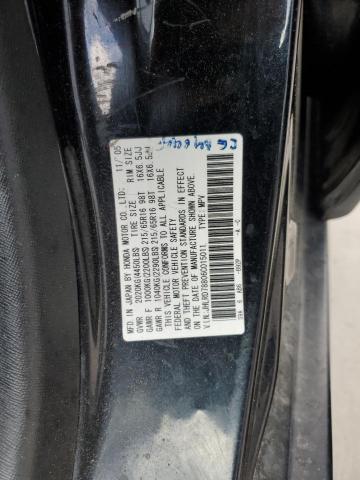 MFD. IN JAPAN BY HONDA MOTOR CO., LTD. 11/05
GVWR 2020KG(4450LBS) TIRE SIZE RIM SIZE
GAWR F 1000KG(2200LBS) 215/65R16 98T 16X6.5JJ
GAWR R 1040KG(2290LBS) 215/65R16 98T 16X6.5JJ
THIS VEHICLE CONFORMS TO ALL APPLICABLE
FEDERAL MOTOR VEHICLE SAFETY
AND THEFT PREVENTION STANDARDS IN EFFECT
ON THE DATE OF MANUFACTURE SHOWN ABOVE.
V.I.N.:JHLRD78806C015011 TYPE: MPV